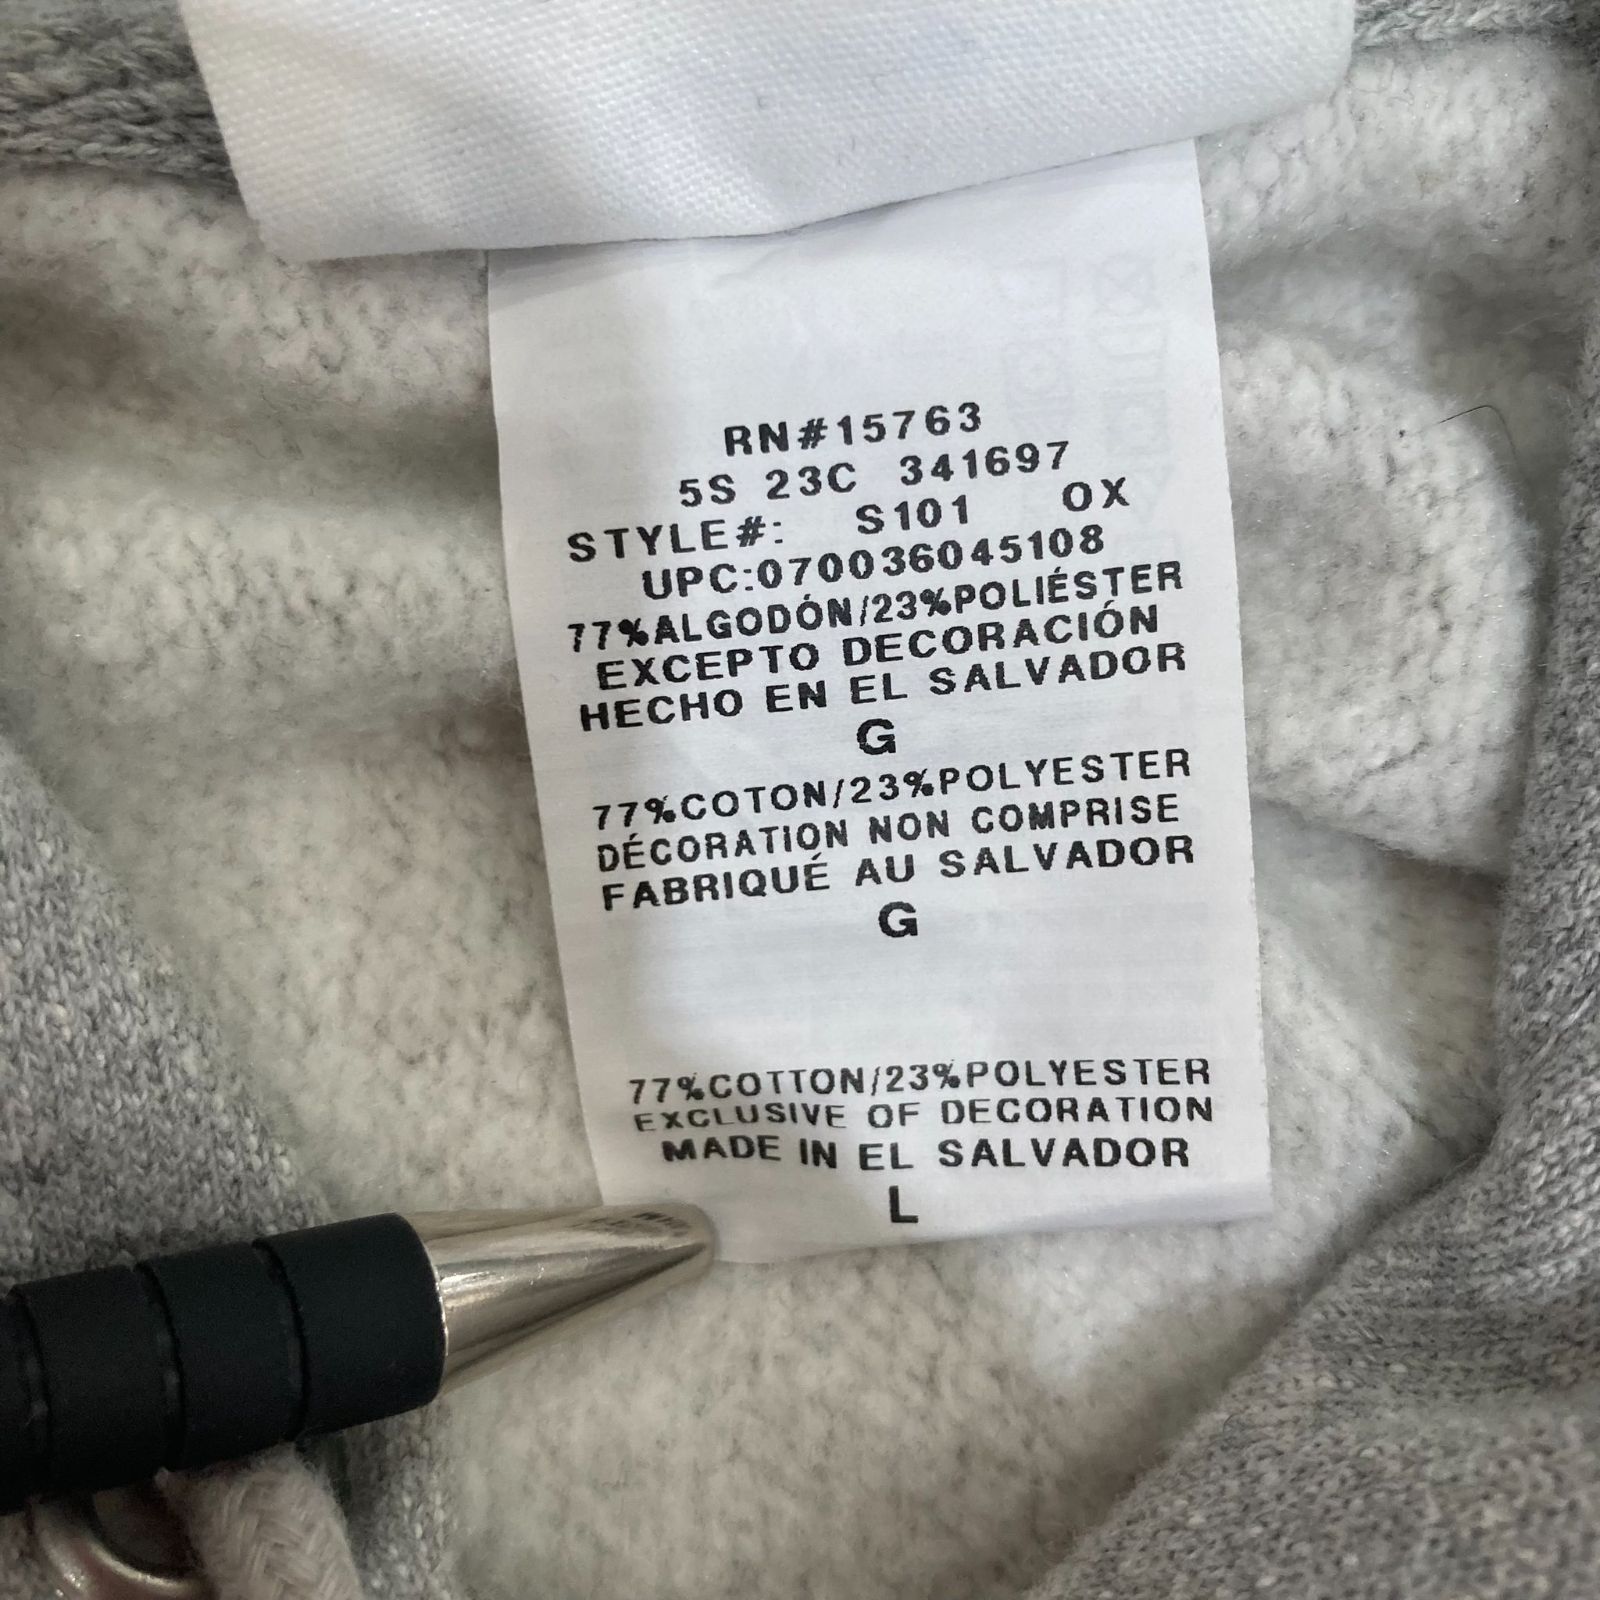 RN#15763
5S 23C 341697
STYLE#: S101 OX
UPC:070036045108
77%ALGODÓN/23%POLIÉSTER
EXCEPTO DECORACIÓN
HECHO EN EL SALVADOR
G
77%COTON/23%POLYESTER
DÉCORATION NON COMPRISE
FABRIQUÉ AU SALVADOR
G
77%COTTON/23%POLYESTER
EXCLUSIVE OF DECORATION
MADE IN EL SALVADOR
L